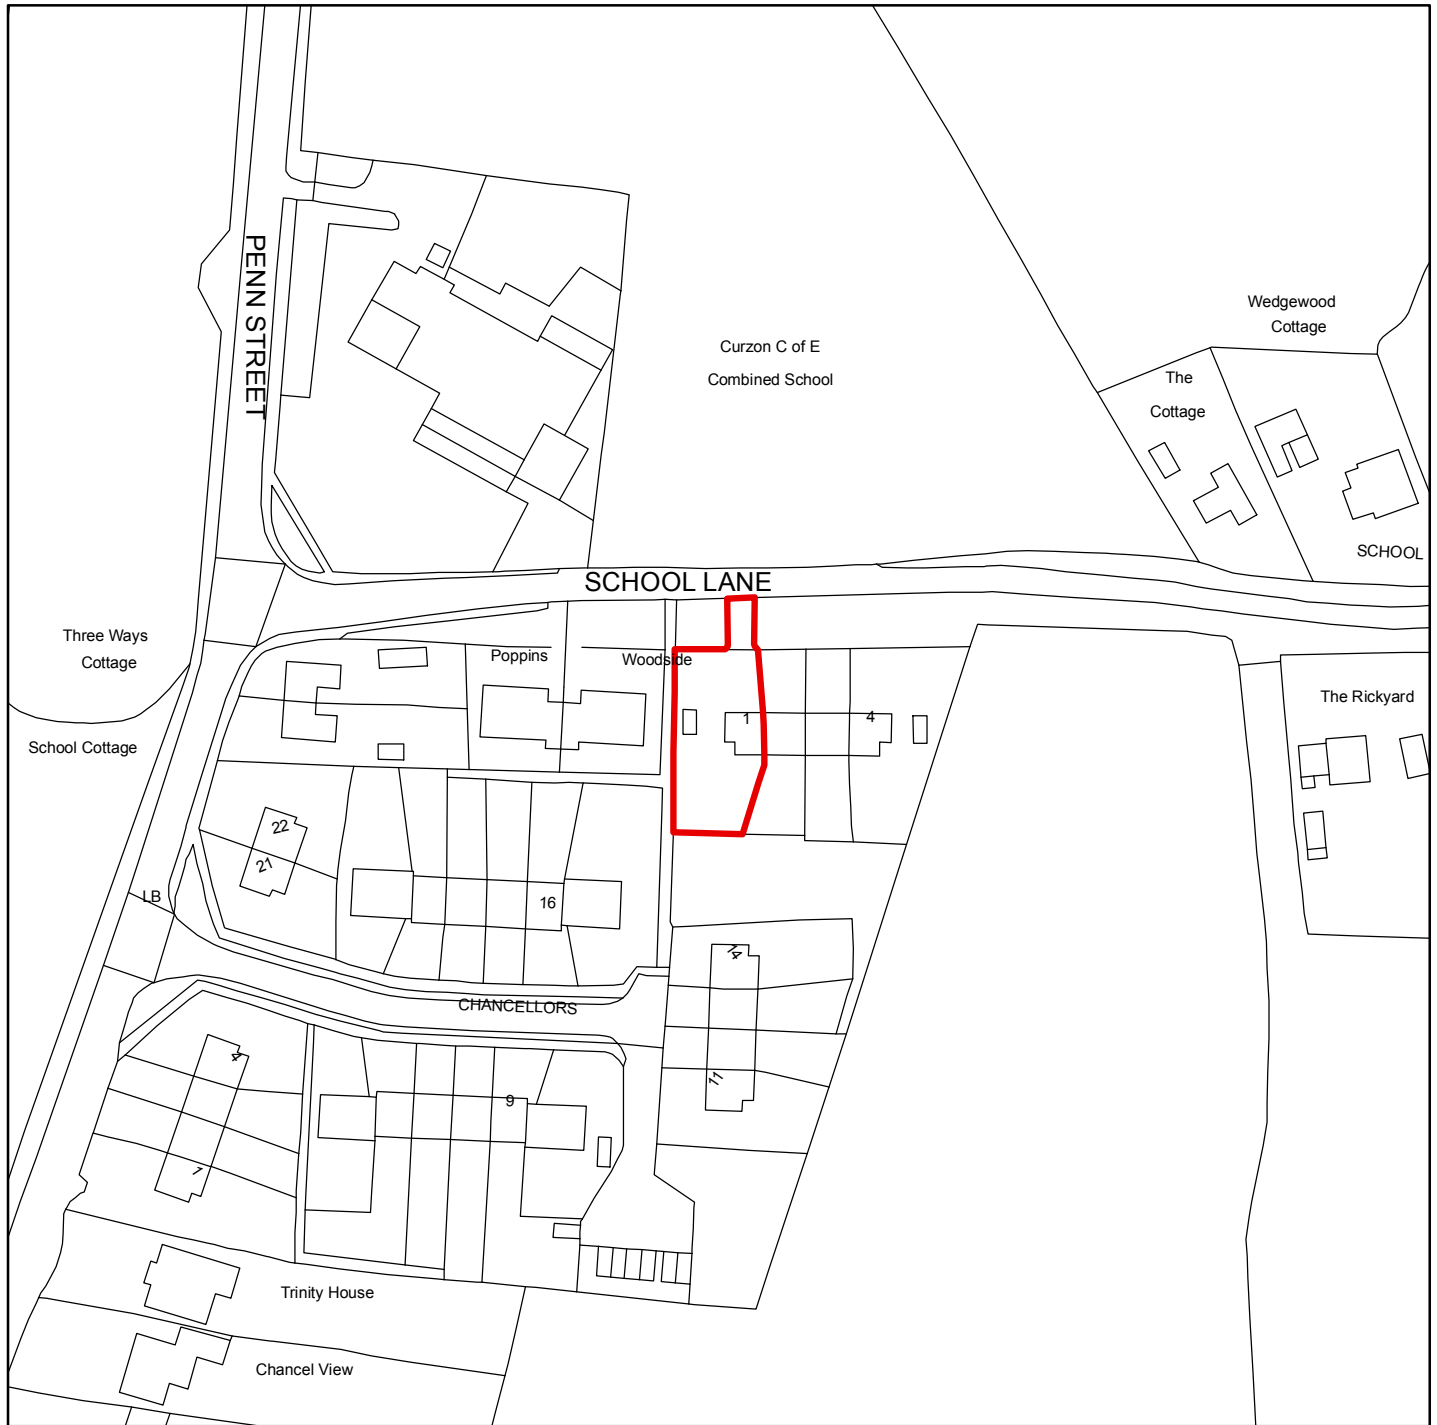 PENN STREET
Wedgewood
Cottage
Curzon C of E
Combined School
The
Cottage
SCHOOL
SCHOOL LANE
Three Ways
Cottage
Poppins
Woodside
The Rickyard
1
4
School Cottage
22
21
LB
16
14
CHANCELLORS
4
11
9
1
Trinity House
Chancel View